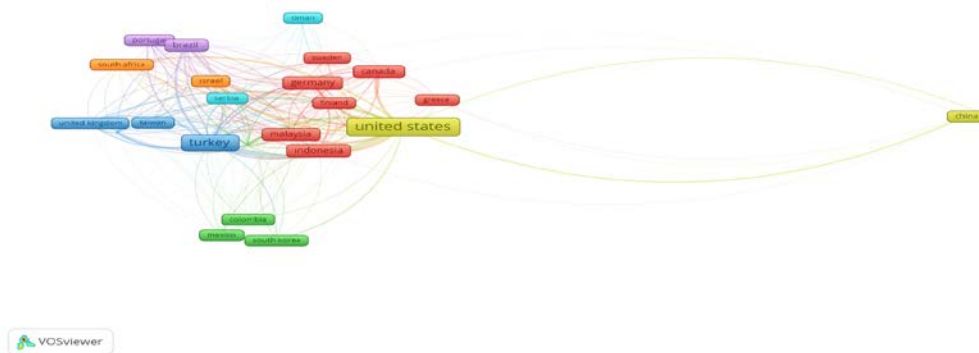 oman
portugal
brazil
sweden
south africa
germany
canada
israel
serbia
finland
greece
china
united kingdom
taiwan
united states
malaysia
turkey
indonesia
colombia
mexico
south korea
VOSviewer